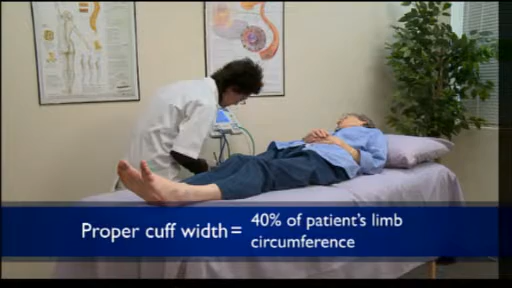 Proper cuff width = 40% of patient's limb
circumference